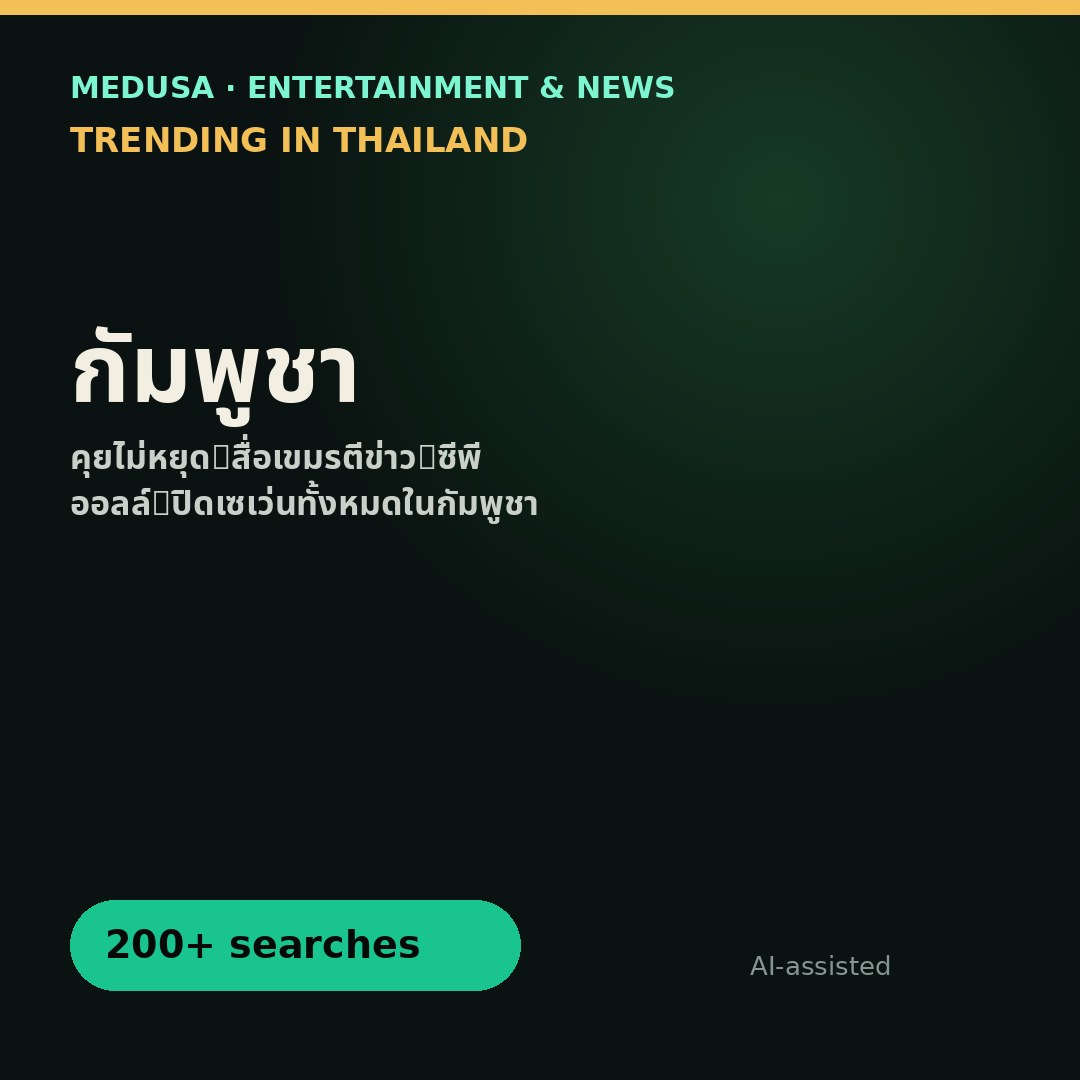 MEDUSA · ENTERTAINMENT & NEWS
TRENDING IN THAILAND
กัมพูชา
คุยไม่หยุด▯สื่อเขมรตีข่าว▯ซีพี
ออลล์▯ปิดเซเว่นทั้งหมดในกัมพูชา
200+ searches
AI-assisted